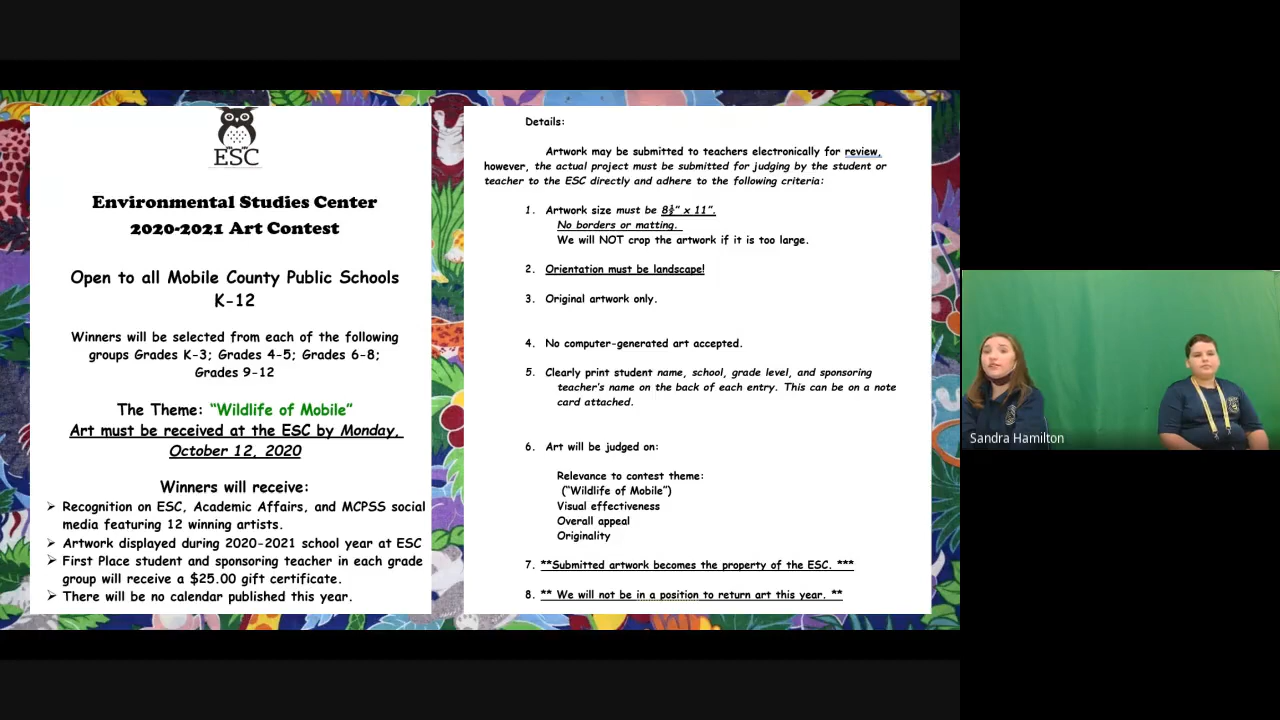 ESC
Environmental Studies Center
2020-2021 Art Contest
Open to all Mobile County Public Schools
K-12
Winners will be selected from each of the following
groups Grades K-3; Grades 4-5; Grades 6-8;
Grades 9-12
The Theme: “Wildlife of Mobile”
Art must be received at the ESC by Monday,
October 12, 2020
Winners will receive:
➢ Recognition on ESC, Academic Affairs, and MCPSS social
media featuring 12 winning artists.
➢ Artwork displayed during 2020-2021 school year at ESC
➢ First Place student and sponsoring teacher in each grade
group will receive a $25.00 gift certificate.
➢ There will be no calendar published this year.
Details:
Artwork may be submitted to teachers electronically for review,
however, the actual project must be submitted for judging by the student or
teacher to the ESC directly and adhere to the following criteria:
1. Artwork size must be 8½” x 11”.
No borders or matting.
We will NOT crop the artwork if it is too large.
2. Orientation must be landscape!
3. Original artwork only.
4. No computer-generated art accepted.
5. Clearly print student name, school, grade level, and sponsoring
teacher’s name on the back of each entry. This can be on a note
card attached.
6. Art will be judged on:
Relevance to contest theme:
(“Wildlife of Mobile”)
Visual effectiveness
Overall appeal
Originality
7. **Submitted artwork becomes the property of the ESC. ***
8. ** We will not be in a position to return art this year. **
Sandra Hamilton